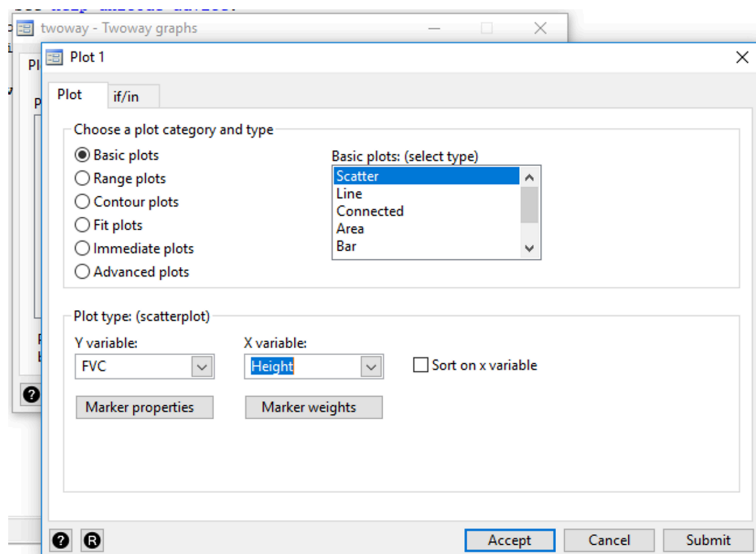 twoway - Twoway graphs
Plot 1
Plot
if/in
Choose a plot category and type
Basic plots
Range plots
Contour plots
Fit plots
Immediate plots
Advanced plots
Basic plots: (select type)
Scatter
Line
Connected
Area
Bar
Plot type: (scatterplot)
Y variable:
X variable:
FVC
Height
Sort on x variable
Marker properties
Marker weights
? R
Accept
Cancel
Submit